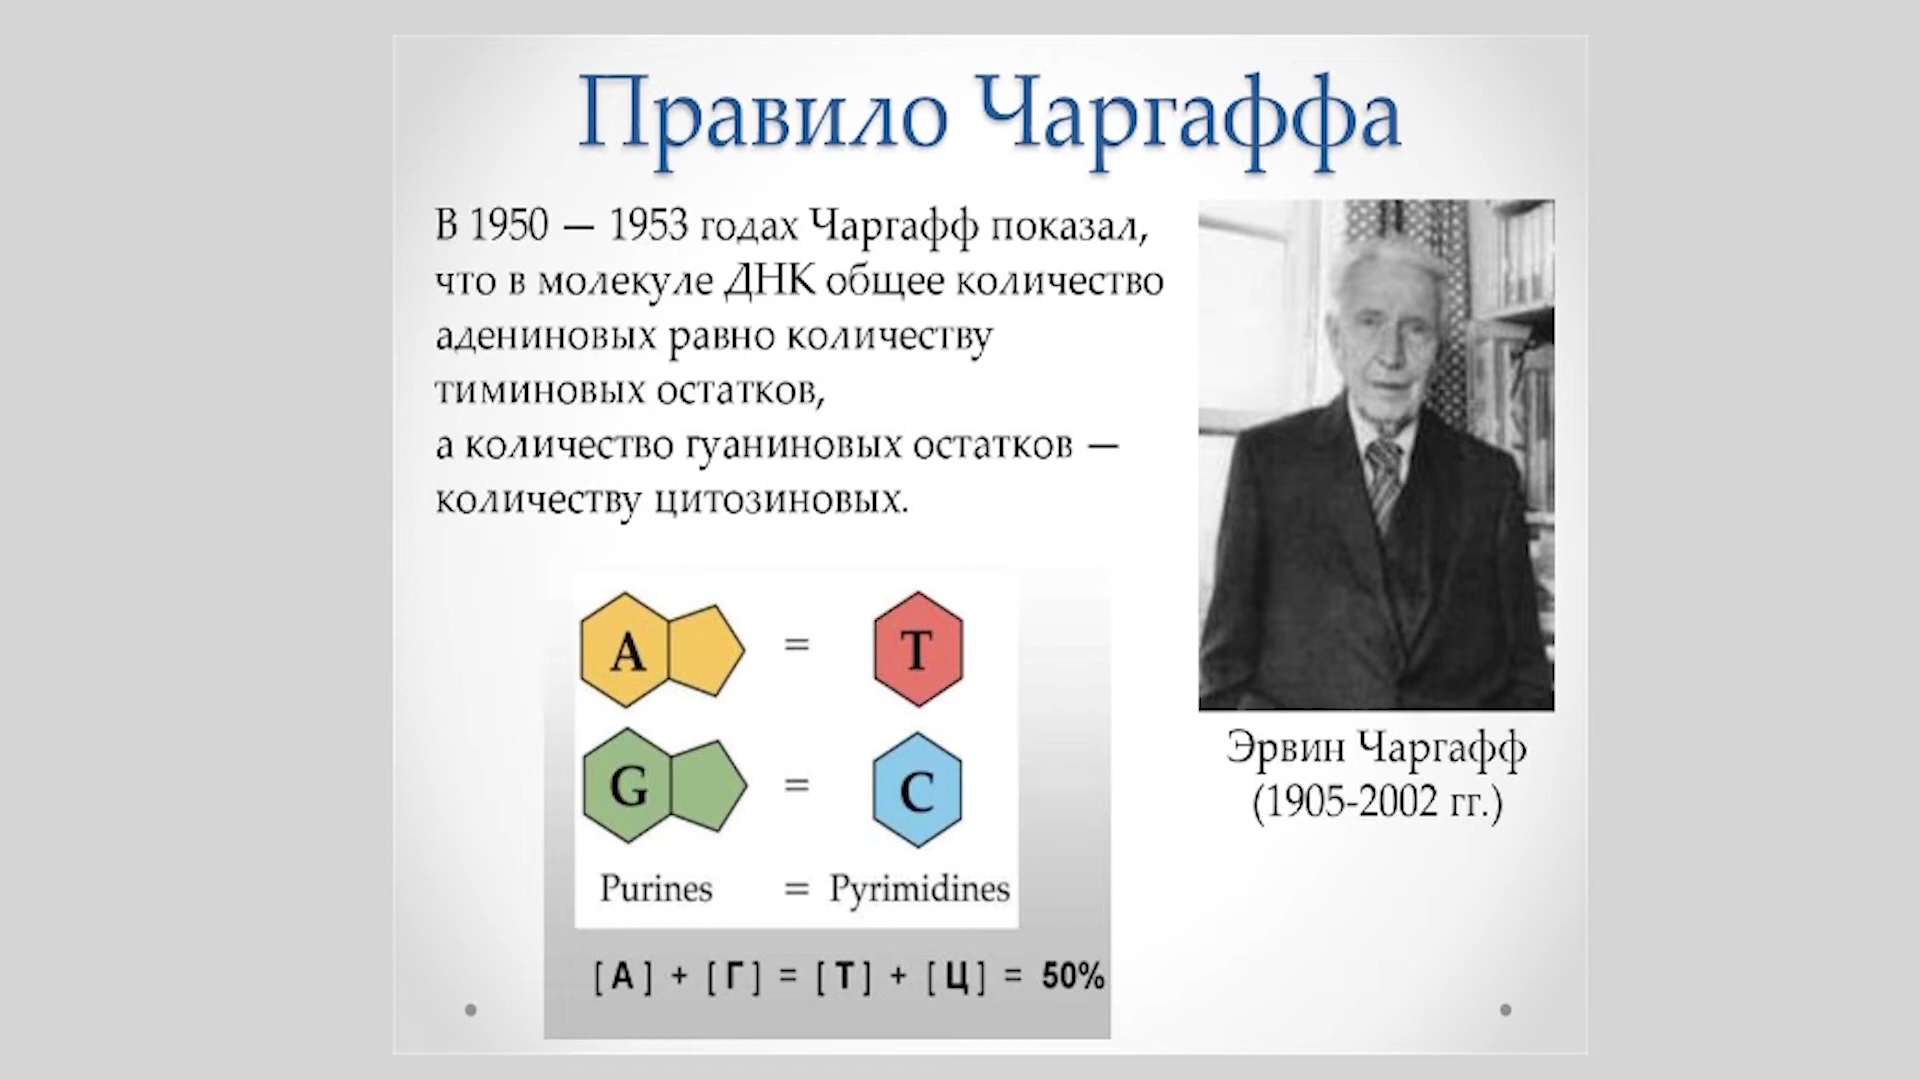 Правило Чаргаффа
В 1950 — 1953 годах Чаргафф показал,
что в молекуле ДНК общее количество
адениновых равно количеству
тиминовых остатков,
а количество гуаниновых остатков —
количеству цитозиновых.
A = T
G = C
Purines = Pyrimidines
[А] + [Г] = [Т] + [Ц] = 50%
Эрвин Чаргафф
(1905-2002 гг.)